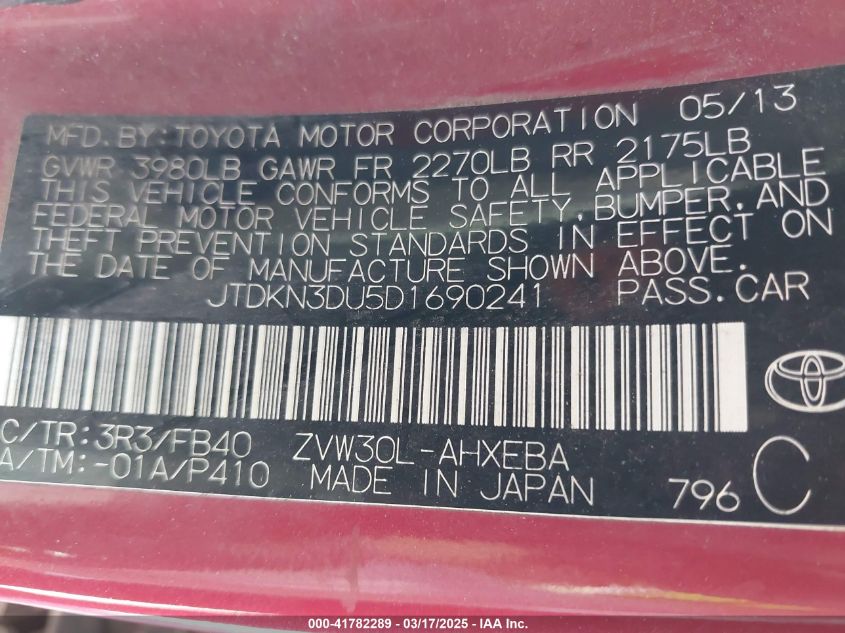 05/13
MFD.BY:TOYOTA MOTOR CORPORATION
GVWR 3980LB GAWR FR 2270LB RR 2175LB
THIS VEHICLE CONFORMS TO ALL APPLICABLE
FEDERAL MOTOR VEHICLE SAFETY,BUMPER,AND
THEFT PREVENTION STANDARDS IN EFFECT ON
THE DATE OF MANUFACTURE SHOWN ABOVE.
JTDKN3DU5D1690241 PASS.CAR
C/TR:3R3/FB40 ZVW30L-AHXEBA
A/TM:-01A/P410 MADE IN JAPAN 796 C
000-41782289 - 03/17/2025 - IAA Inc.